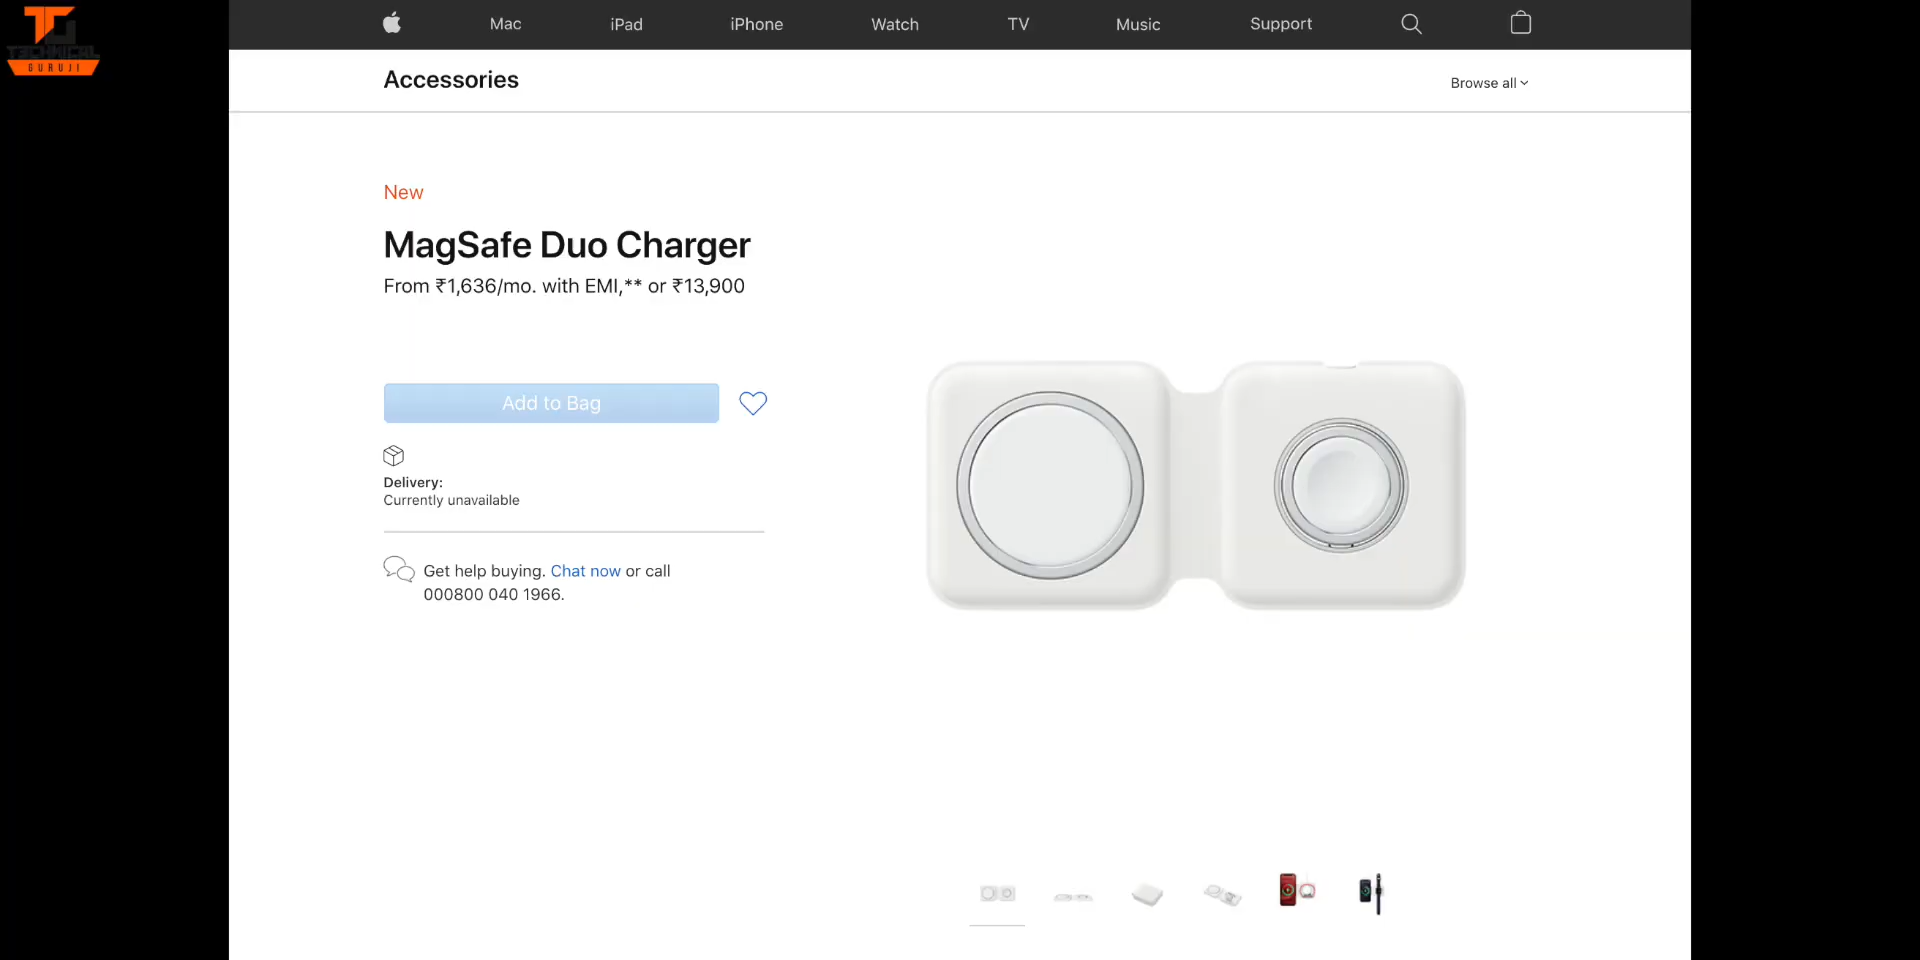 TECHNICAL
GURUJI
Mac
iPad
iPhone
Watch
TV
Music
Support
Accessories
Browse all
New
MagSafe Duo Charger
From ₹1,636/mo. with EMI,** or ₹13,900
Add to Bag
Delivery:
Currently unavailable
Get help buying. Chat now or call
000800 040 1966.